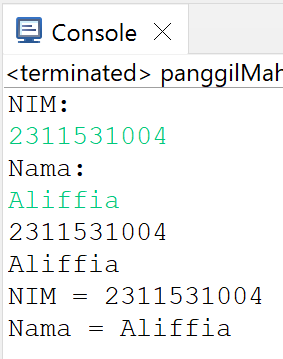 Console
<terminated> panggilMah
NIM:
2311531004
Nama:
Aliffia
2311531004
Aliffia
NIM = 2311531004
Nama = Aliffia